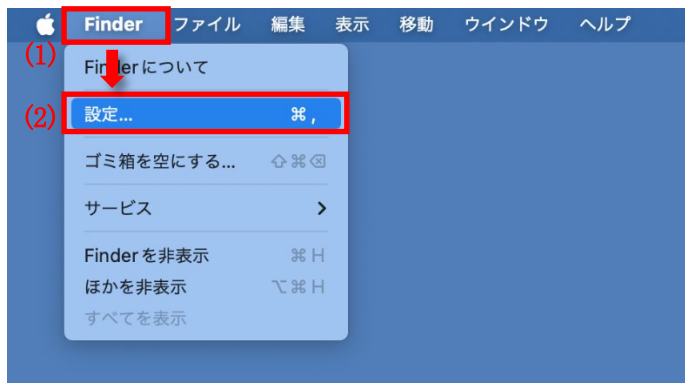 Finder ファイル 編集 表示 移動 ウインドウ ヘルプ
(1)
Finderについて
(2)
設定... ⌘ ,
ゴミ箱を空にする... ⇧⌘⌫
サービス >
Finderを非表示 ⌘H
ほかを非表示 ⌥⌘H
すべてを表示